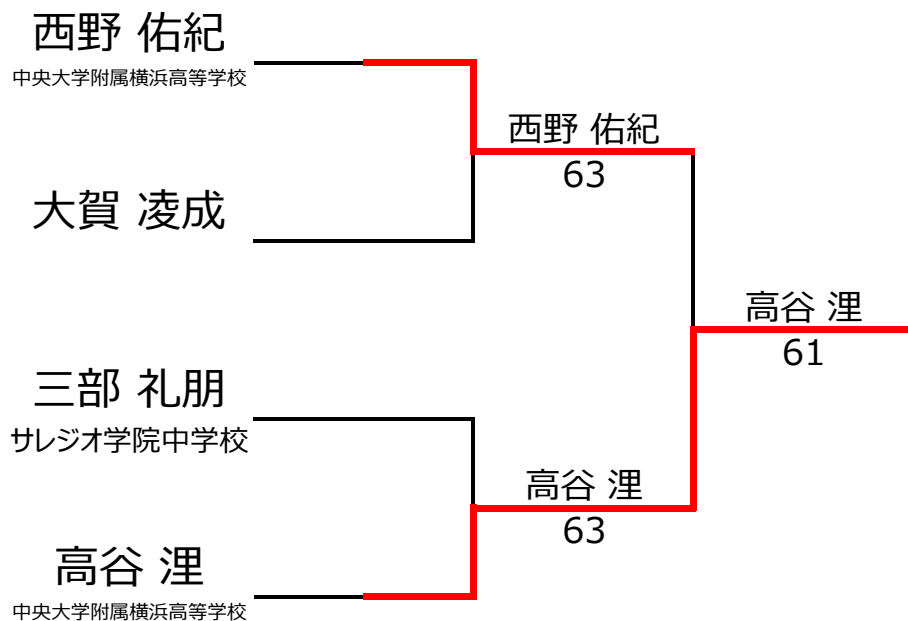 西野 佑紀
中央大学附属横浜高等学校
大賀 凌成
三部 礼朋
サレジオ学院中学校
高谷 浬
中央大学附属横浜高等学校
西野 佑紀
63
高谷 浬
63
高谷 浬
61